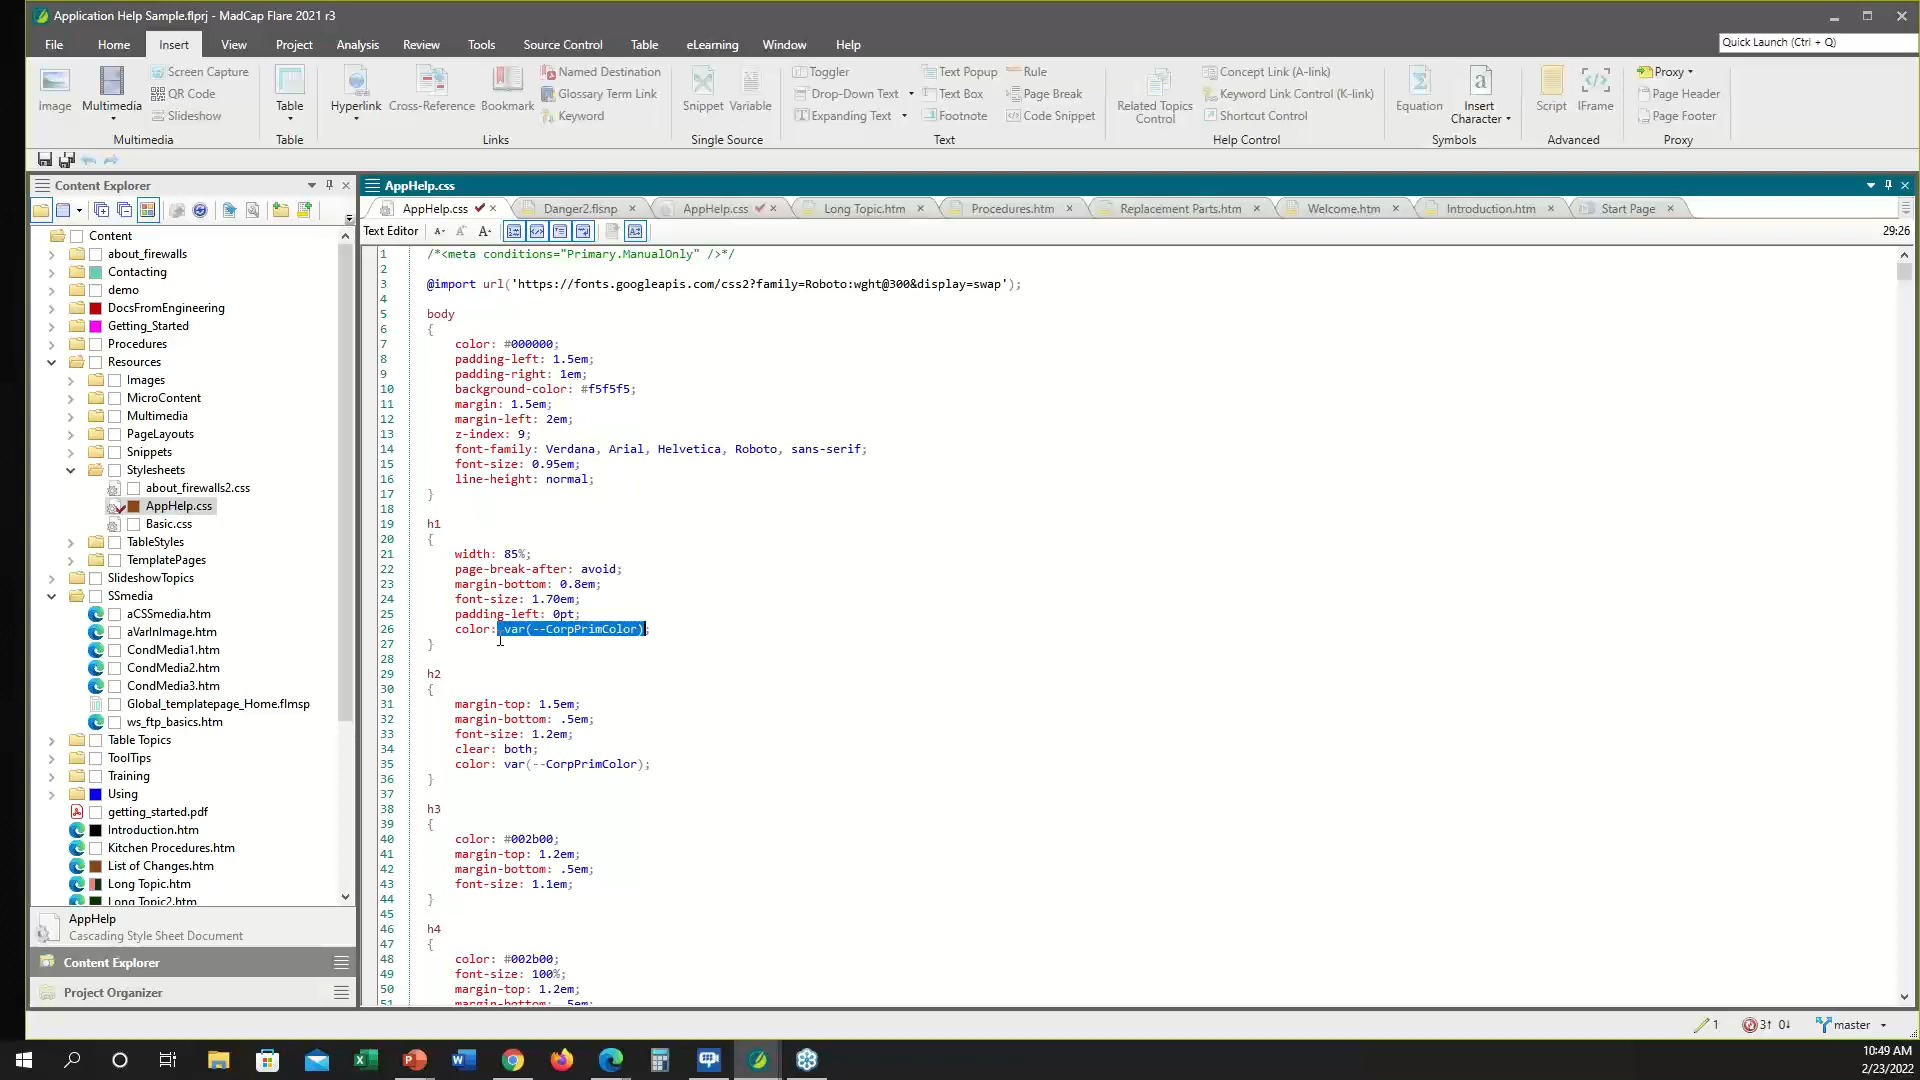 Application Help Sample.flprj - MadCap Flare 2021 r3
File Home Insert View Project Analysis Review Tools Source Control Table eLearning Window Help
Quick Launch (Ctrl + Q)
Image
Multimedia
Screen Capture
QR Code
Slideshow
Multimedia
Table
Table
Hyperlink
Cross-Reference
Bookmark
Named Destination
Glossary Term Link
Keyword
Links
Snippet
Variable
Single Source
Toggler
Drop-Down Text
Expanding Text
Text Popup
Text Box
Footnote
Rule
Page Break
Code Snippet
Text
Related Topics
Control
Concept Link (A-link)
Keyword Link Control (K-link)
Shortcut Control
Help Control
Equation
Insert
Character
Symbols
Script
IFrame
Advanced
Proxy
Page Header
Page Footer
Proxy
Content Explorer
Content
about_firewalls
Contacting
demo
DocsFromEngineering
Getting_Started
Procedures
Resources
Images
MicroContent
Multimedia
PageLayouts
Snippets
Stylesheets
about_firewalls2.css
AppHelp.css
Basic.css
TableStyles
TemplatePages
SlideshowTopics
SSmedia
aCSSmedia.htm
aVarInImage.htm
CondMedia1.htm
CondMedia2.htm
CondMedia3.htm
Global_templatepage_Home.flmsp
ws_ftp_basics.htm
Table Topics
ToolTips
Training
Using
getting_started.pdf
Introduction.htm
Kitchen Procedures.htm
List of Changes.htm
Long Topic.htm
Long Topic2.htm
AppHelp
Cascading Style Sheet Document
Content Explorer
Project Organizer
AppHelp.css
AppHelp.css Danger2.flsnp AppHelp.css Long Topic.htm Procedures.htm Replacement Parts.htm Welcome.htm Introduction.htm Start Page
Text Editor
29:26
1 /*<meta conditions="Primary.ManualOnly" />*/
2
3 @import url('https://fonts.googleapis.com/css2?family=Roboto:wght@300&display=swap');
4
5 body
6 {
7 color: #000000;
8 padding-left: 1.5em;
9 padding-right: 1em;
10 background-color: #f5f5f5;
11 margin: 1.5em;
12 margin-left: 2em;
13 z-index: 9;
14 font-family: Verdana, Arial, Helvetica, Roboto, sans-serif;
15 font-size: 0.95em;
16 line-height: normal;
17 }
18
19 h1
20 {
21 width: 85%;
22 page-break-after: avoid;
23 margin-bottom: 0.8em;
24 font-size: 1.70em;
25 padding-left: 0pt;
26 color: var(--CorpPrimColor);
27 }
28
29 h2
30 {
31 margin-top: 1.5em;
32 margin-bottom: .5em;
33 font-size: 1.2em;
34 clear: both;
35 color: var(--CorpPrimColor);
36 }
37
38 h3
39 {
40 color: #002b00;
41 margin-top: 1.2em;
42 margin-bottom: .5em;
43 font-size: 1.1em;
44 }
45
46 h4
47 {
48 color: #002b00;
49 font-size: 100%;
50 margin-top: 1.2em;
51 margin-bottom: .5em;
1
3↑ 0↓
master
10:49 AM
2/23/2022